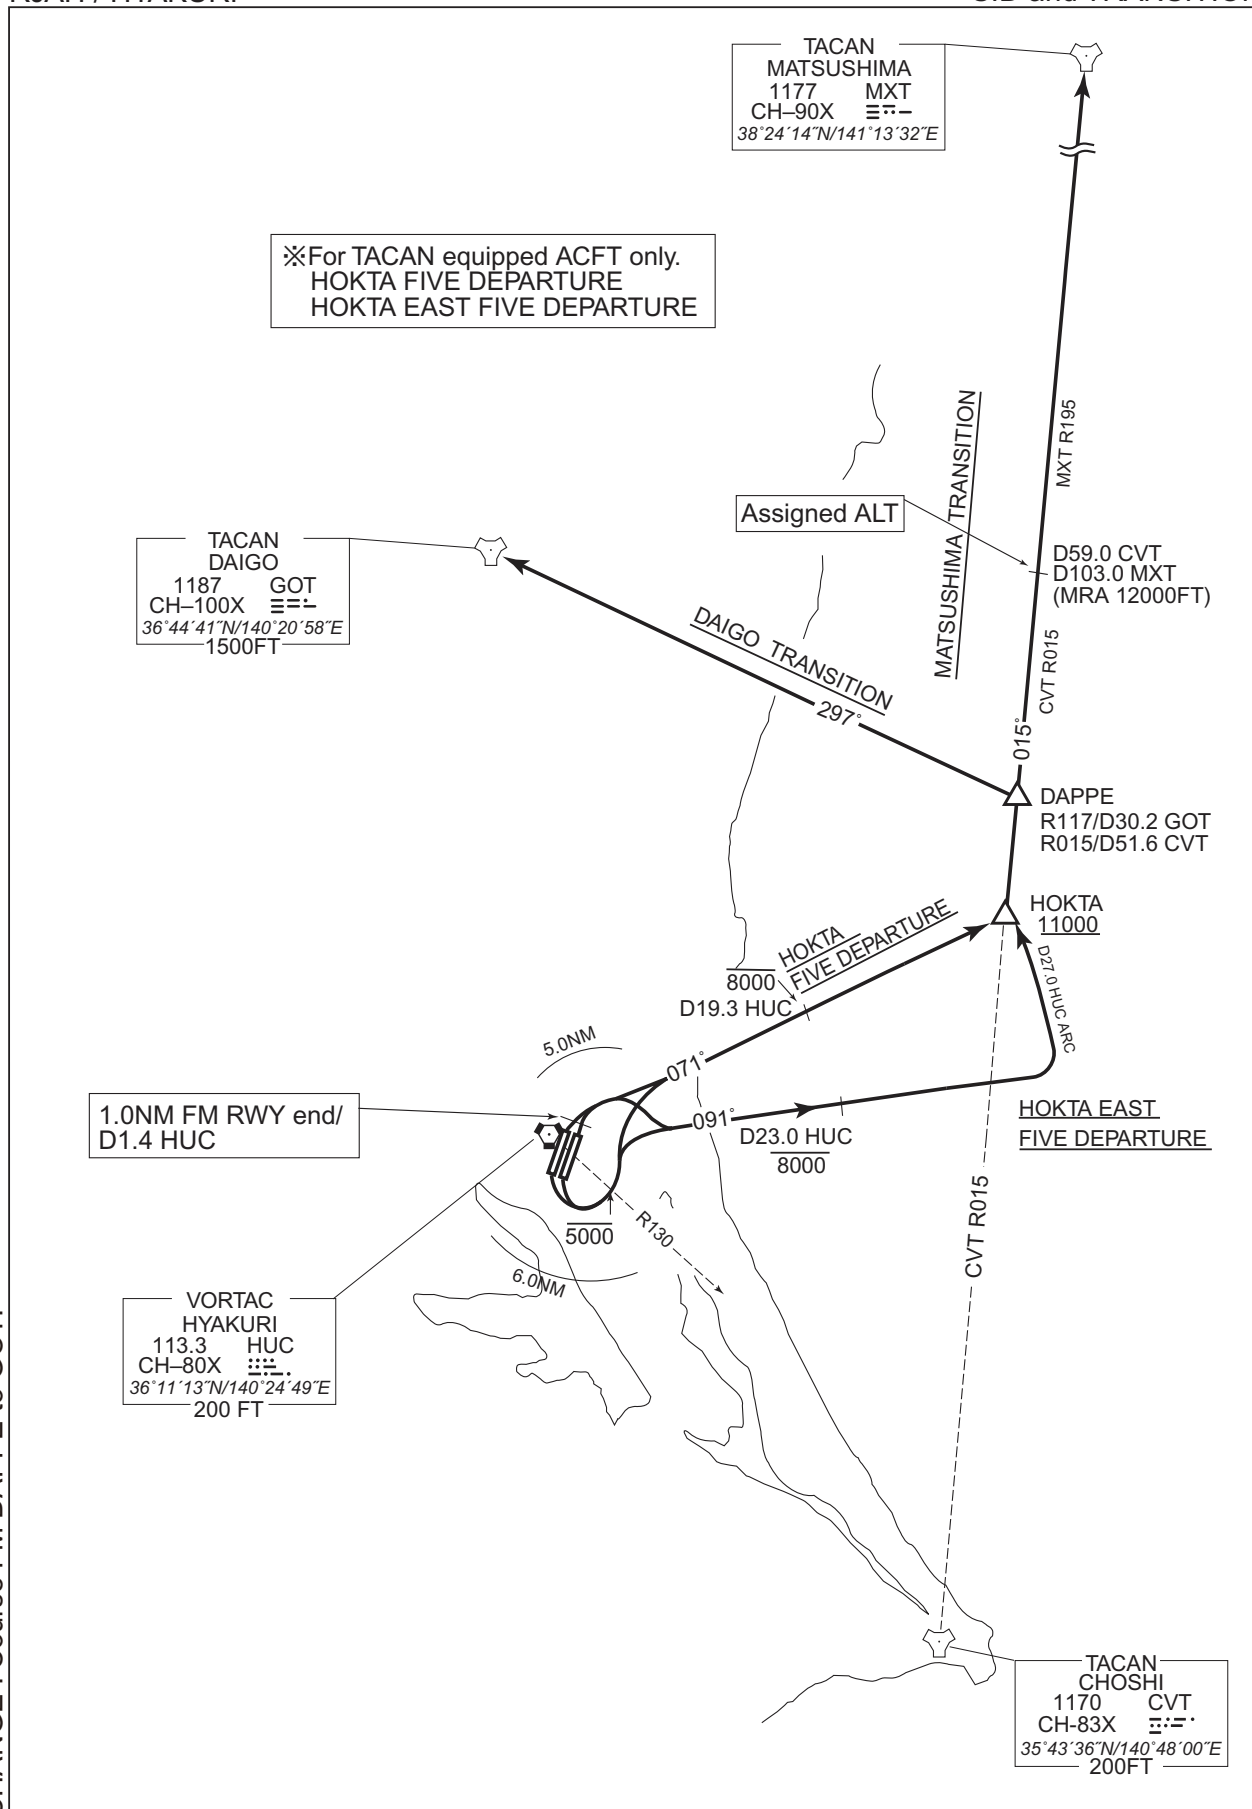 TACAN
MATSUSHIMA
1177 MXT
CH–90X
38°24′14″N/141°13′32″E
※For TACAN equipped ACFT only.
HOKTA FIVE DEPARTURE
HOKTA EAST FIVE DEPARTURE
MXT R195
MATSUSHIMA TRANSITION
Assigned ALT
D59.0 CVT
D103.0 MXT
(MRA 12000FT)
TACAN
DAIGO
1187 GOT
CH–100X
36°44′41″N/140°20′58″E
1500FT
DAIGO TRANSITION
297°
CVT R015
015°
DAPPE
R117/D30.2 GOT
R015/D51.6 CVT
HOKTA
11000
HOKTA
FIVE DEPARTURE
8000
D19.3 HUC
D27.0 HUC ARC
5.0NM
071°
1.0NM FM RWY end/
D1.4 HUC
091°
D23.0 HUC
8000
HOKTA EAST
FIVE DEPARTURE
5000
R130
CVT R015
6.0NM
VORTAC
HYAKURI
113.3 HUC
CH–80X
36°11′13″N/140°24′49″E
200 FT
TACAN
CHOSHI
1170 CVT
CH-83X
35°43′36″N/140°48′00″E
200FT